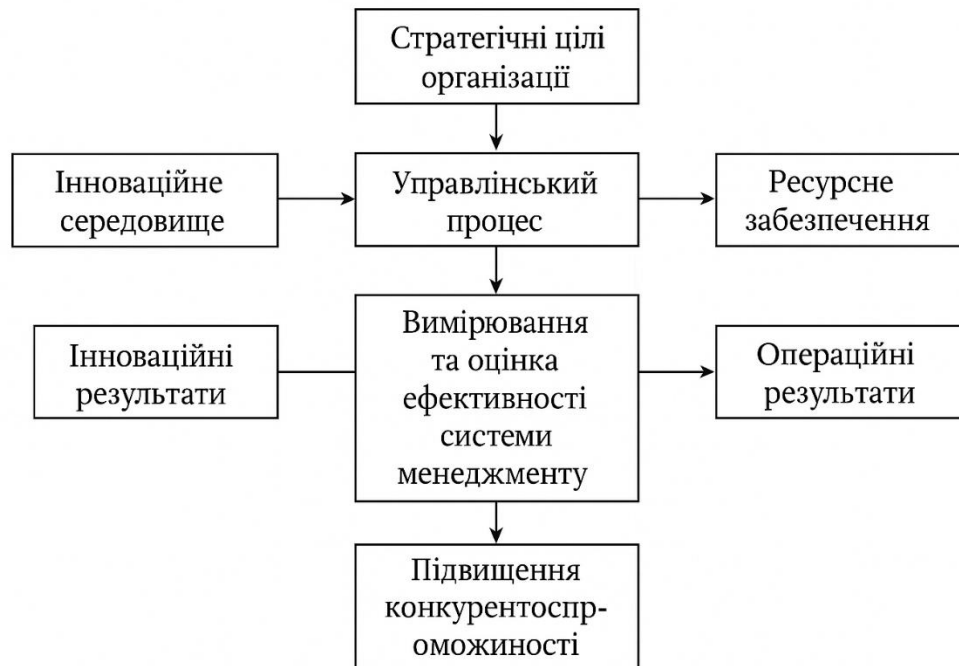 Стратегічні цілі
організації
Інноваційне
середовище
Управлінський
процес
Ресурсне
забезпечення
Інноваційні
результати
Вимірювання
та оцінка
ефективності
системи
менеджменту
Операційні
результати
Підвищення
конкурентоспр-
оможиності